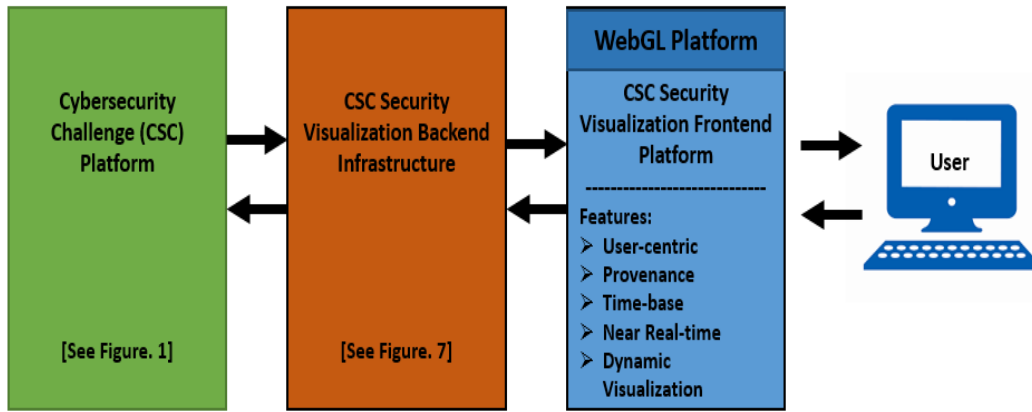 Cybersecurity
Challenge (CSC)
Platform
[See Figure. 1]
CSC Security
Visualization Backend
Infrastructure
[See Figure. 7]
WebGL Platform
CSC Security
Visualization Frontend
Platform
------------------------------
Features:
➢ User-centric
➢ Provenance
➢ Time-base
➢ Near Real-time
➢ Dynamic
Visualization
User